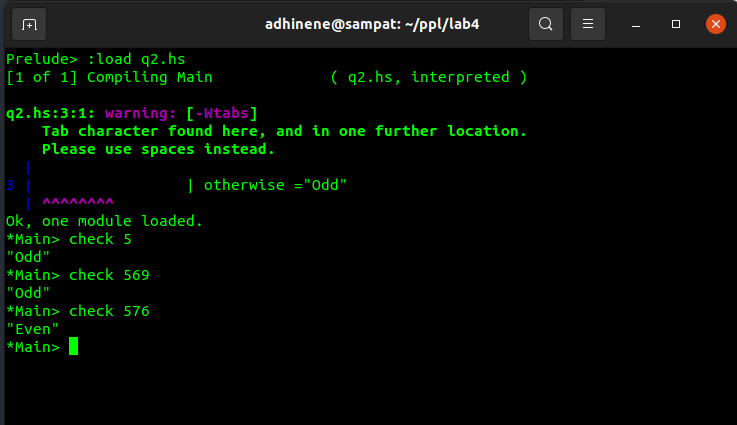 adhinene@sampat: ~/ppl/lab4
Prelude> :load q2.hs
[1 of 1] Compiling Main             ( q2.hs, interpreted )
q2.hs:3:1: warning: [-Wtabs]
    Tab character found here, and in one further location.
    Please use spaces instead.
  |
3 |                 | otherwise ="Odd"
  | ^^^^^^^^
Ok, one module loaded.
*Main> check 5
"Odd"
*Main> check 569
"Odd"
*Main> check 576
"Even"
*Main>